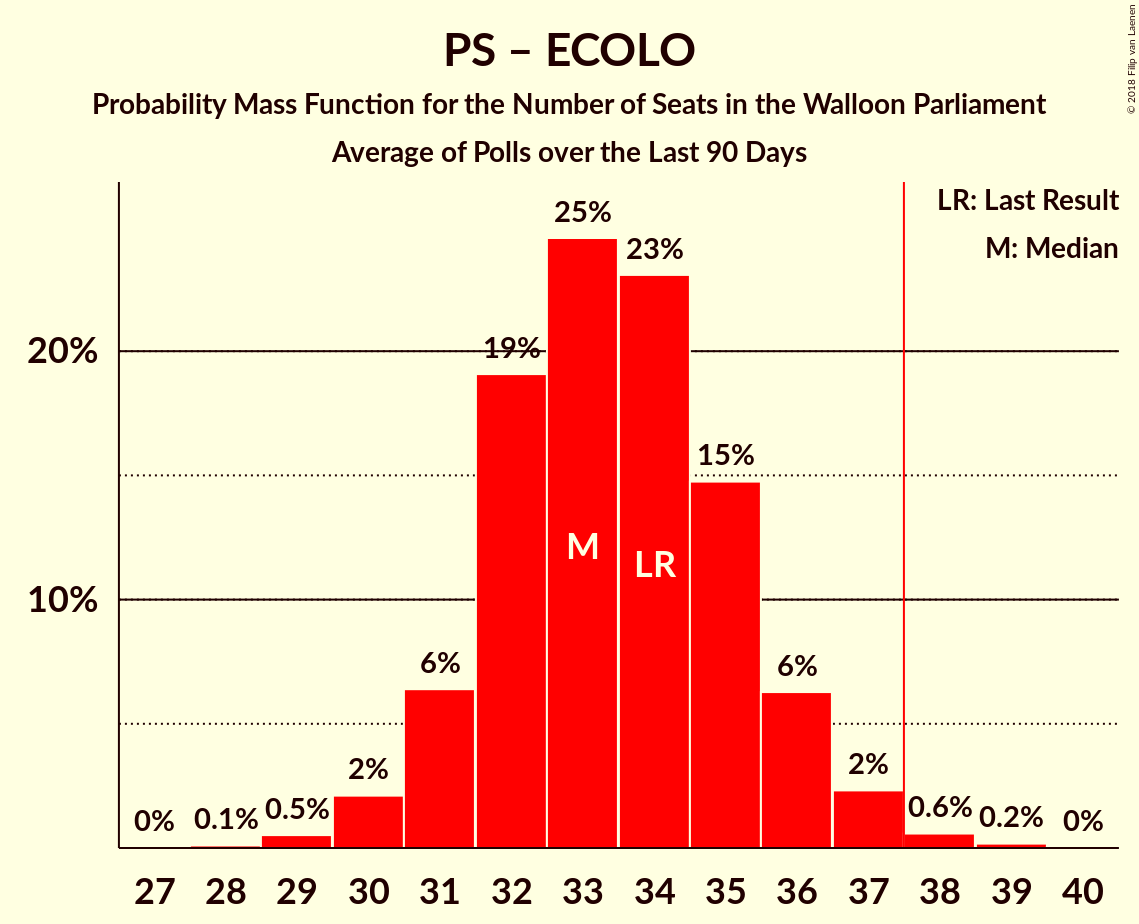 PS – ECOLO
Probability Mass Function for the Number of Seats in the Walloon Parliament
Average of Polls over the Last 90 Days
© 2018 Filip van Laenen
LR: Last Result
M: Median
20%
10%
0%
0.1%
0.5%
2%
6%
19%
25%
23%
15%
6%
2%
0.6%
0.2%
0%
M
LR
27 28 29 30 31 32 33 34 35 36 37 38 39 40